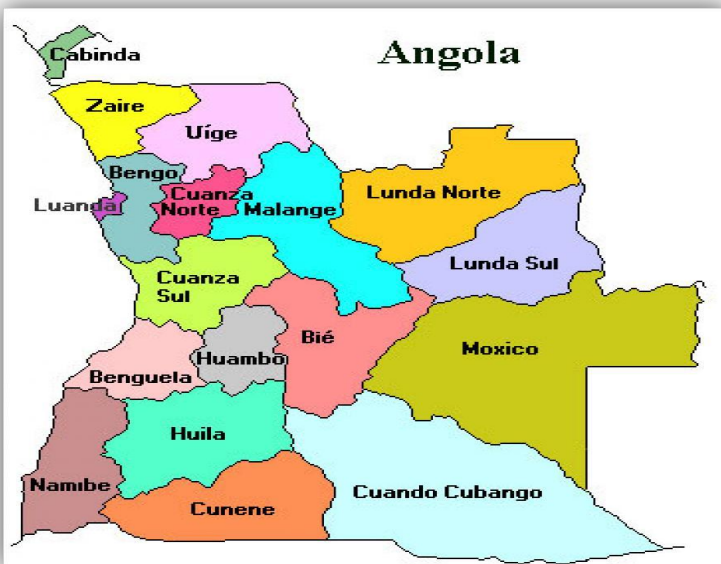 Angola
Cabinda
Zaire
Uíge
Bengo
Cuanza
Norte
Luanda
Malange
Lunda Norte
Lunda Sul
Cuanza
Sul
Bié
Huambo
Benguela
Moxico
Huila
Namibe
Cunene
Cuando Cubango